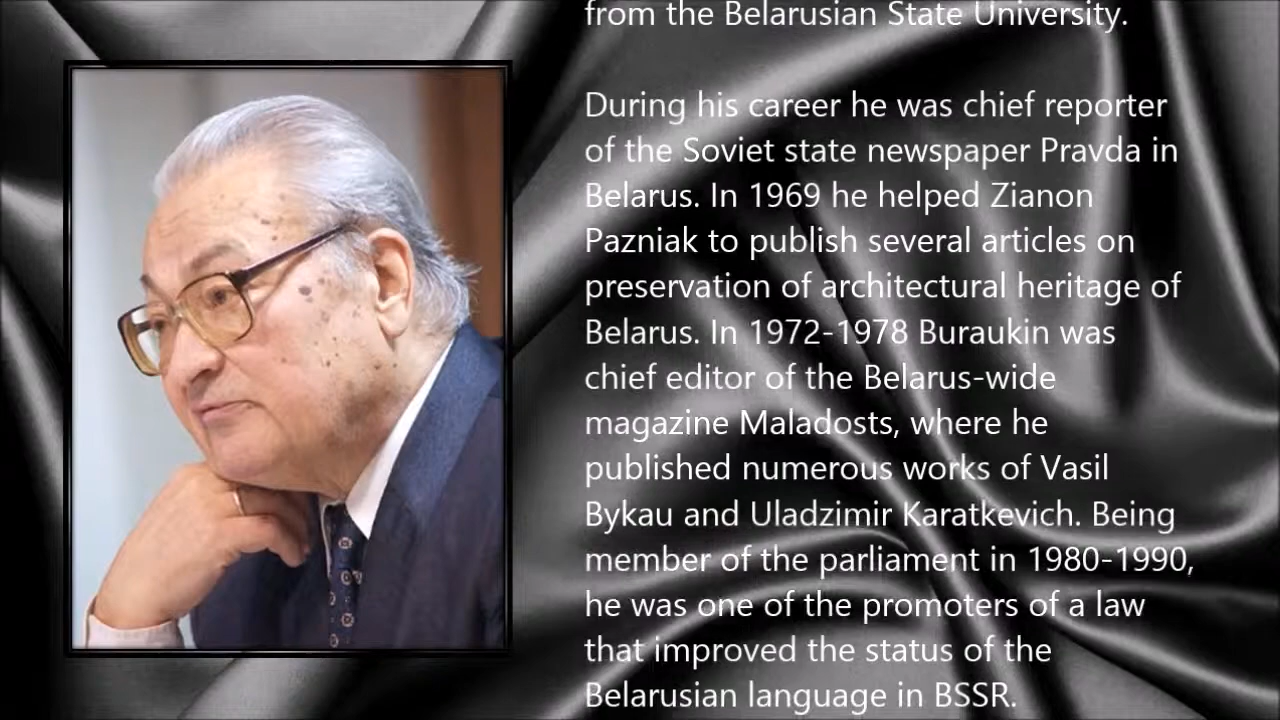 from the Belarusian State University.
During his career he was chief reporter
of the Soviet state newspaper Pravda in
Belarus. In 1969 he helped Zianon
Pazniak to publish several articles on
preservation of architectural heritage of
Belarus. In 1972-1978 Buraukin was
chief editor of the Belarus-wide
magazine Maladosts, where he
published numerous works of Vasil
Bykau and Uladzimir Karatkevich. Being
member of the parliament in 1980-1990,
he was one of the promoters of a law
that improved the status of the
Belarusian language in BSSR.